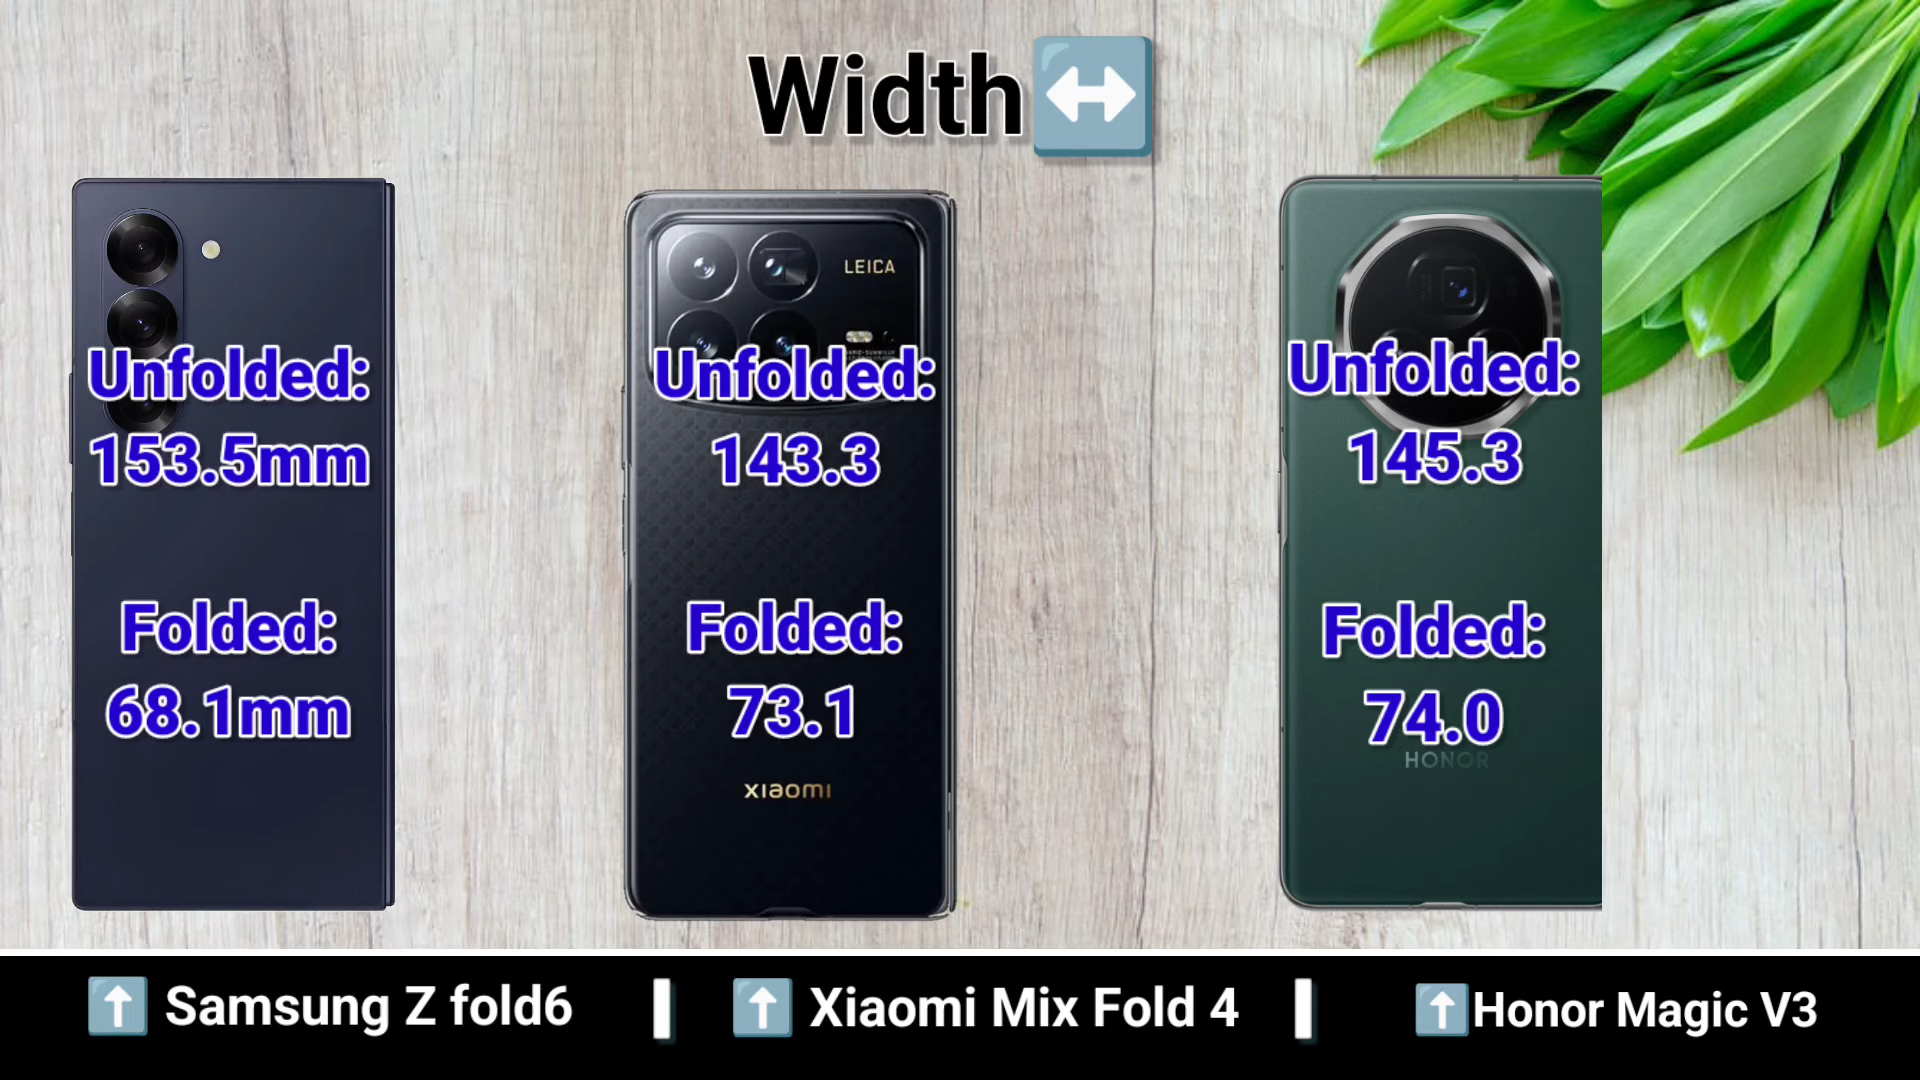 Width↔️
LEICA
Unfolded:
153.5mm
Unfolded:
143.3
Unfolded:
145.3
Folded:
68.1mm
Folded:
73.1
Folded:
74.0
xiaomi
HONOR
⬆️ Samsung Z fold6 | ⬆️ Xiaomi Mix Fold 4 | ⬆️Honor Magic V3